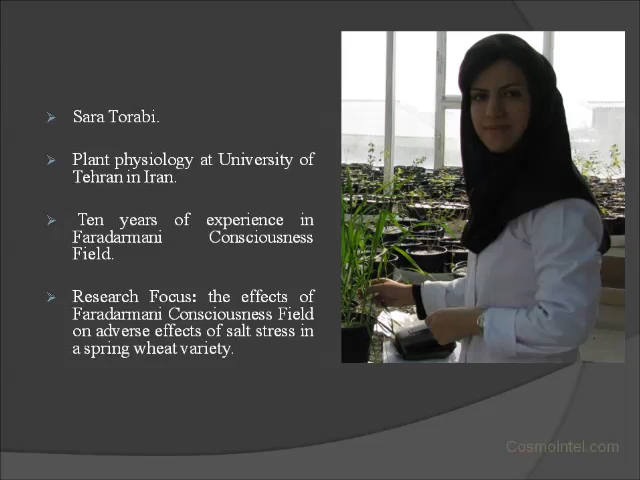 Sara Torabi.
Plant physiology at University of
Tehran in Iran.
Ten years of experience in
Faradarmani Consciousness
Field.
Research Focus: the effects of
Faradarmani Consciousness Field
on adverse effects of salt stress in
a spring wheat variety.
Cosmointel.com